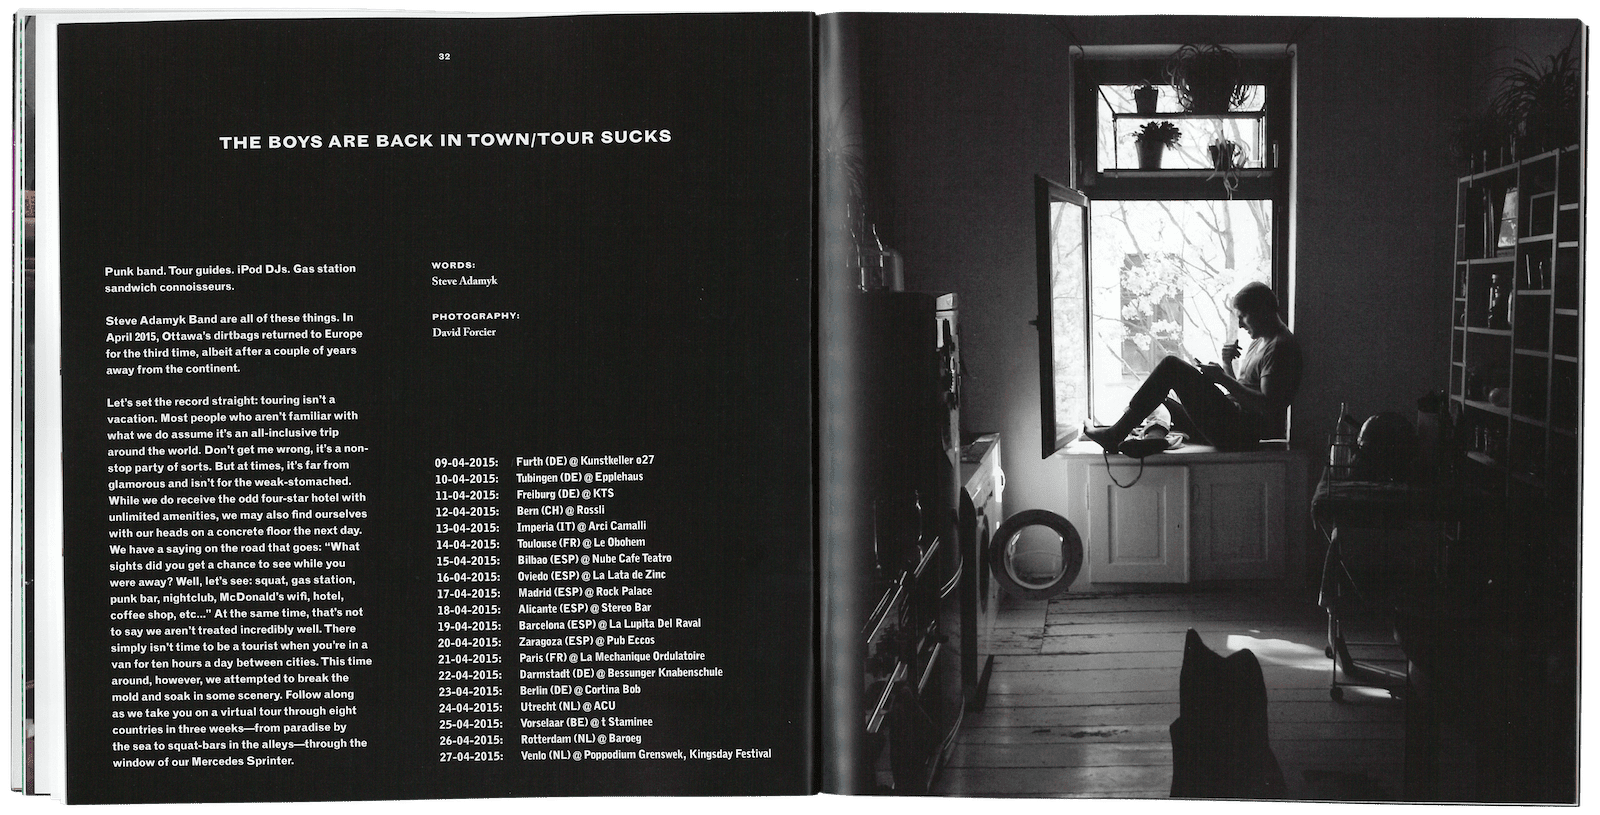 32
THE BOYS ARE BACK IN TOWN/TOUR SUCKS
Punk band. Tour guides. iPod DJs. Gas station
sandwich connoisseurs.
Steve Adamyk Band are all of these things. In
April 2015, Ottawa's dirtbags returned to Europe
for the third time, albeit after a couple of years
away from the continent.
Let's set the record straight: touring isn't a
vacation. Most people who aren't familiar with
what we do assume it's an all-inclusive trip
around the world. Don't get me wrong, it's a non-
stop party of sorts. But at times, it's far from
glamorous and isn't for the weak-stomached.
While we do receive the odd four-star hotel with
unlimited amenities, we may also find ourselves
with our heads on a concrete floor the next day.
We have a saying on the road that goes: “What
sights did you get a chance to see while you
were away? Well, let's see: squat, gas station,
punk bar, nightclub, McDonald's wifi, hotel,
coffee shop, etc...” At the same time, that's not
to say we aren't treated incredibly well. There
simply isn't time to be a tourist when you're in a
van for ten hours a day between cities. This time
around, however, we attempted to break the
mold and soak in some scenery. Follow along
as we take you on a virtual tour through eight
countries in three weeks—from paradise by
the sea to squat-bars in the alleys—through the
window of our Mercedes Sprinter.
WORDS:
Steve Adamyk
PHOTOGRAPHY:
David Forcier
09-04-2015: Furth (DE) @ Kunstkeller o27
10-04-2015: Tubingen (DE) @ Epplehaus
11-04-2015: Freiburg (DE) @ KTS
12-04-2015: Bern (CH) @ Rossli
13-04-2015: Imperia (IT) @ Arci Camalli
14-04-2015: Toulouse (FR) @ Le Obohem
15-04-2015: Bilbao (ESP) @ Nube Cafe Teatro
16-04-2015: Oviedo (ESP) @ La Lata de Zinc
17-04-2015: Madrid (ESP) @ Rock Palace
18-04-2015: Alicante (ESP) @ Stereo Bar
19-04-2015: Barcelona (ESP) @ La Lupita Del Raval
20-04-2015: Zaragoza (ESP) @ Pub Eccos
21-04-2015: Paris (FR) @ La Mechanique Ordulatoire
22-04-2015: Darmstadt (DE) @ Bessunger Knabenschule
23-04-2015: Berlin (DE) @ Cortina Bob
24-04-2015: Utrecht (NL) @ ACU
25-04-2015: Vorselaar (BE) @ t Staminee
26-04-2015: Rotterdam (NL) @ Baroeg
27-04-2015: Venlo (NL) @ Poppodium Grenswek, Kingsday Festival